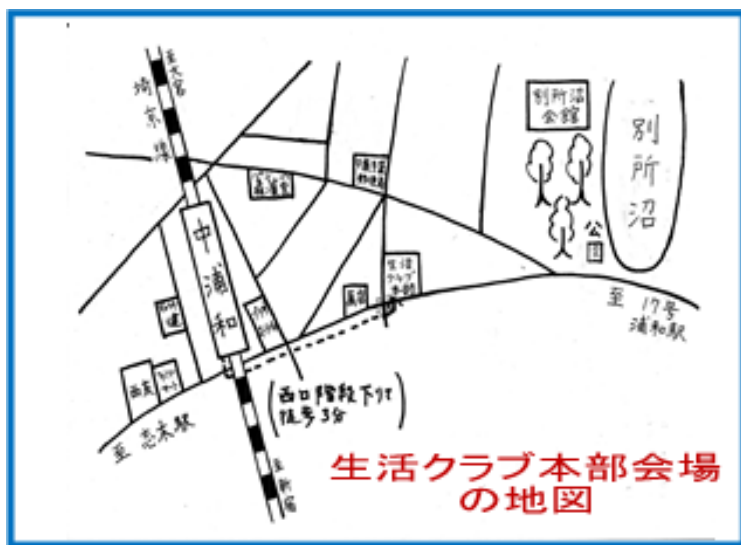 至大宮
埼京線
別所沼
会館
別所沼
公園
中浦和
生活
クラブ
本部
至 17号
浦和駅
西友
至 志木駅
(西口階段下りて
徒歩3分)
至新宿
生活クラブ本部会場
の地図